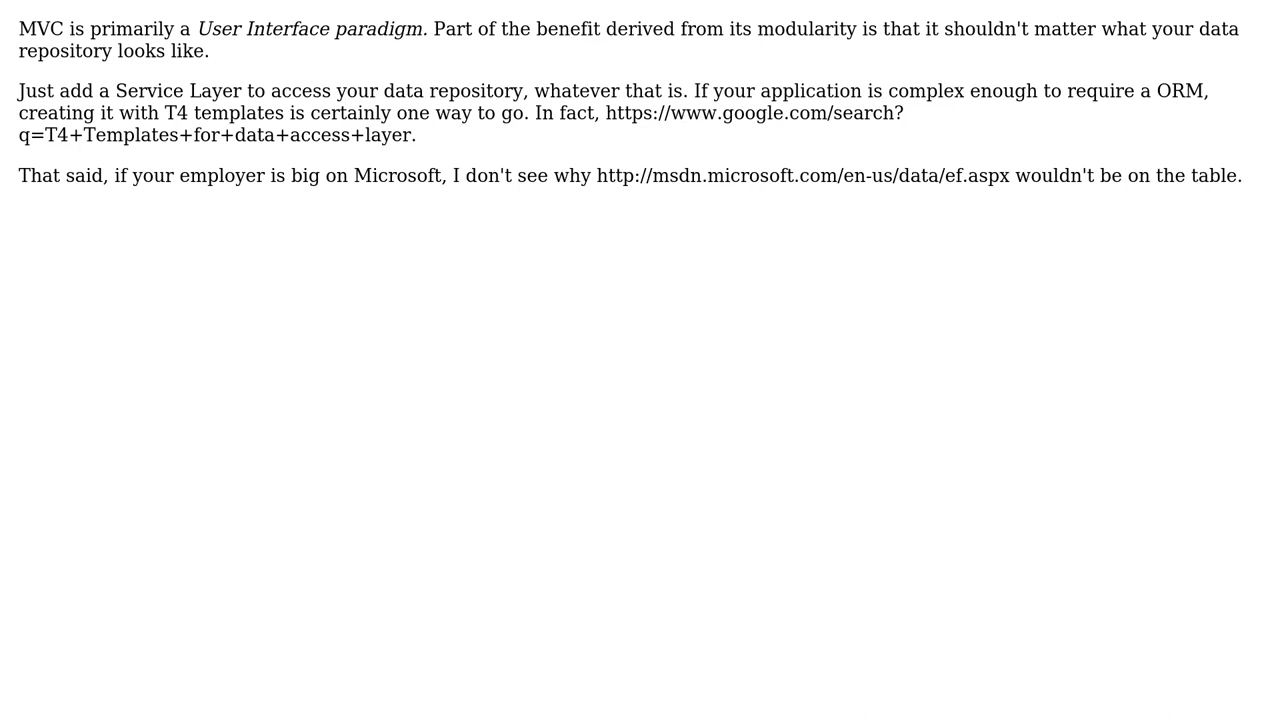 MVC is primarily a User Interface paradigm. Part of the benefit derived from its modularity is that it shouldn't matter what your data
repository looks like.
Just add a Service Layer to access your data repository, whatever that is. If your application is complex enough to require a ORM,
creating it with T4 templates is certainly one way to go. In fact, https://www.google.com/search?
q=T4+Templates+for+data+access+layer.
That said, if your employer is big on Microsoft, I don't see why http://msdn.microsoft.com/en-us/data/ef.aspx wouldn't be on the table.